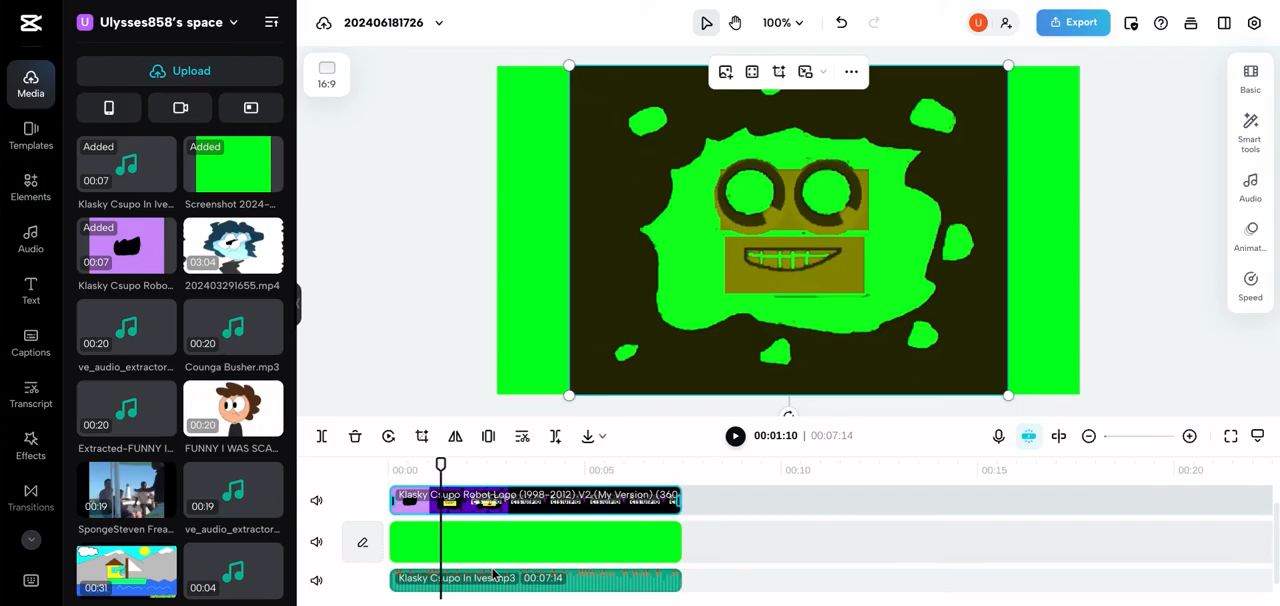 U Ulysses858's space
202406181726
100%
U
Export
Media
Templates
Elements
Audio
Text
Captions
Transcript
Effects
Transitions
Upload
Added
00:07
Klasky Csupo In Ive...
Added
Screenshot 2024-...
Added
00:07
Klasky Csupo Robo...
03:04
202403291655.mp4
00:20
ve_audio_extractor...
00:20
Counga Busher.mp3
00:20
Extracted-FUNNY I...
00:20
FUNNY I WAS SCA...
00:19
SpongeSteven Frea...
00:19
ve_audio_extractor...
00:31
00:04
16:9
Basic
Smart
tools
Audio
Animat...
Speed
00:01:10 | 00:07:14
00:00
00:05
00:10
00:15
00:20
Klasky Csupo Robot Logo (1998-2012) V2 (My Version) (360
Klasky Csupo In Ives.mp3 00:07:14